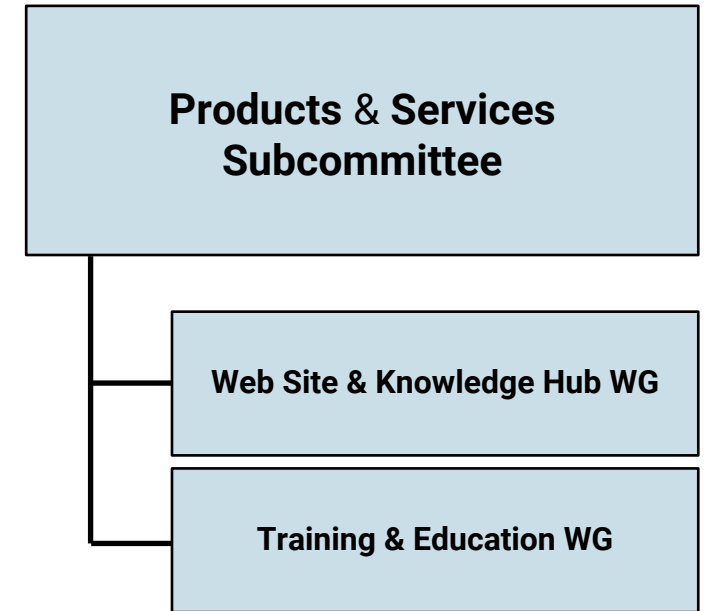 Products & Services
Subcommittee
Web Site & Knowledge Hub WG
Training & Education WG